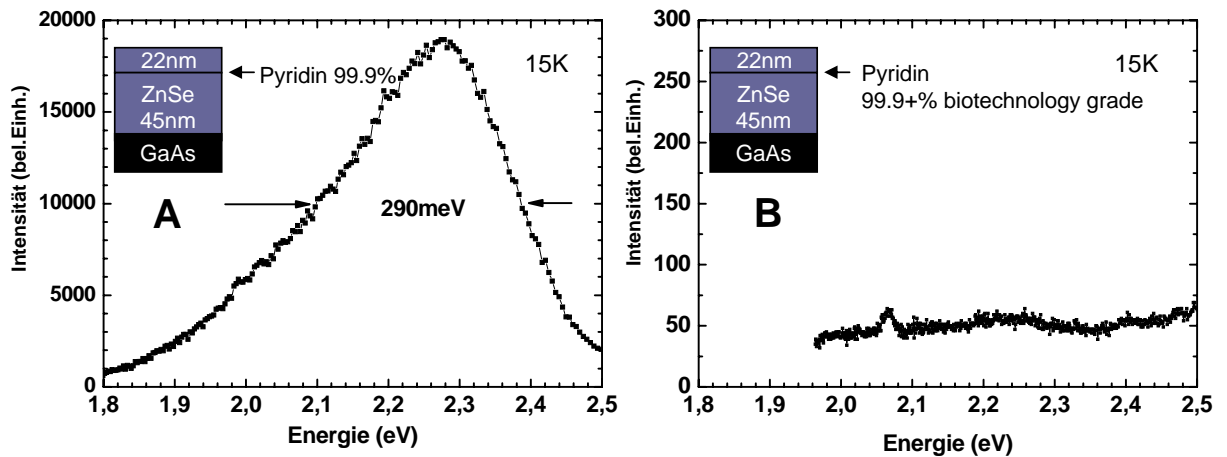 20000
17500
15000
12500
10000
5000
0
Intensität (bel.Einh.)
22nm
ZnSe
45nm
GaAs
Pyridin 99.9%
15K
A
290meV
1,8 1,9 2,0 2,1 2,2 2,3 2,4 2,5
Energie (eV)
300
250
200
150
100
50
0
Intensität (bel.Einh.)
22nm
ZnSe
45nm
GaAs
Pyridin
99.9+% biotechnology grade
15K
B
1,8 1,9 2,0 2,1 2,2 2,3 2,4 2,5
Energie (eV)